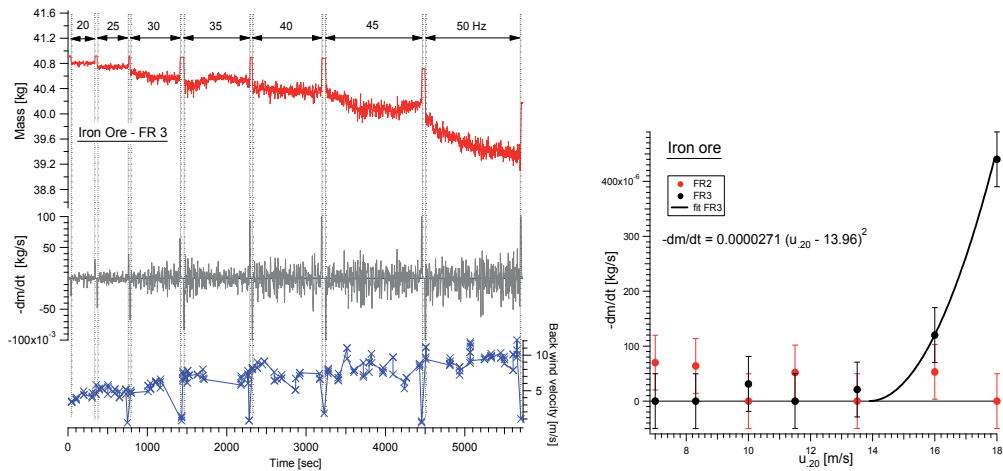 41.6
41.2
40.8
40.4
40.0
39.6
39.2
38.8
Mass [kg]
20
25
30
35
40
45
50 Hz
Iron Ore - FR 3
100
50
0
-50
-100x10⁻³
-dm/dt [kg/s]
10
5
Back wind velocity [m/s]
0
1000
2000
3000
4000
5000
Time [sec]
Iron ore
FR2
FR3
fit FR3
-dm/dt = 0.0000271 (u.20 - 13.96)²
400x10⁻⁶
300
200
100
0
-dm/dt [kg/s]
8
10
12
14
16
18
u.20 [m/s]